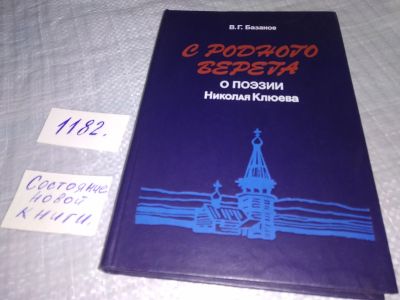 В.Г. Базанов
С РОДНОГО
БЕРЕГА
О ПОЭЗИИ
Николая Клюева
1182.
Состояние
новой
книги.